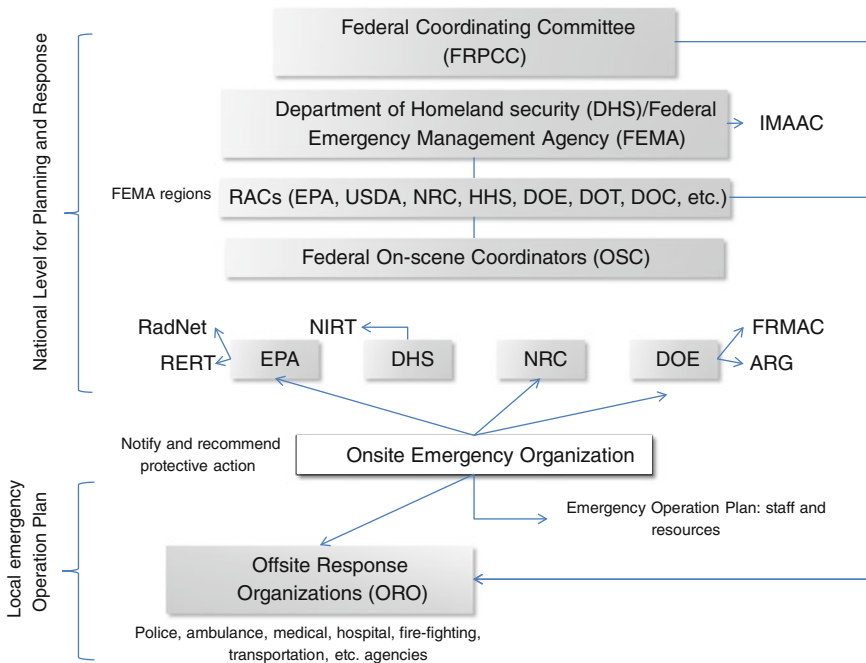 National Level for Planning and Response
Federal Coordinating Committee
(FRPCC)
Department of Homeland security (DHS)/Federal
Emergency Management Agency (FEMA)
IMAAC
FEMA regions
RACs (EPA, USDA, NRC, HHS, DOE, DOT, DOC, etc.)
Federal On-scene Coordinators (OSC)
RadNet
NIRT
FRMAC
RERT
EPA
DHS
NRC
DOE
ARG
Notify and recommend
protective action
Onsite Emergency Organization
Local emergency
Operation Plan
Emergency Operation Plan: staff and
resources
Offsite Response
Organizations (ORO)
Police, ambulance, medical, hospital, fire-fighting,
transportation, etc. agencies